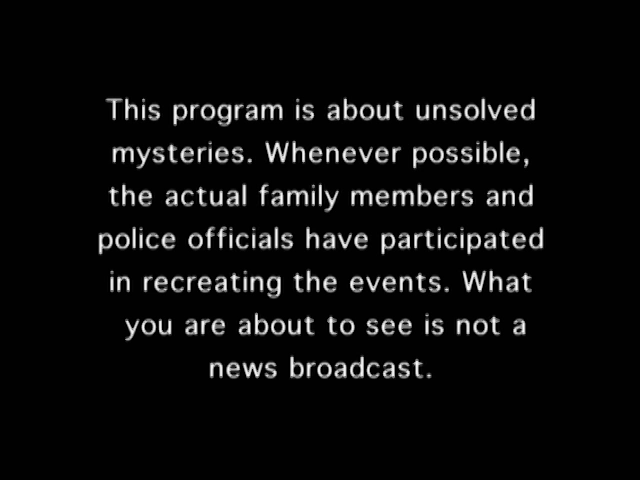 This program is about unsolved
mysteries. Whenever possible,
the actual family members and
police officials have participated
in recreating the events. What
you are about to see is not a
news broadcast.